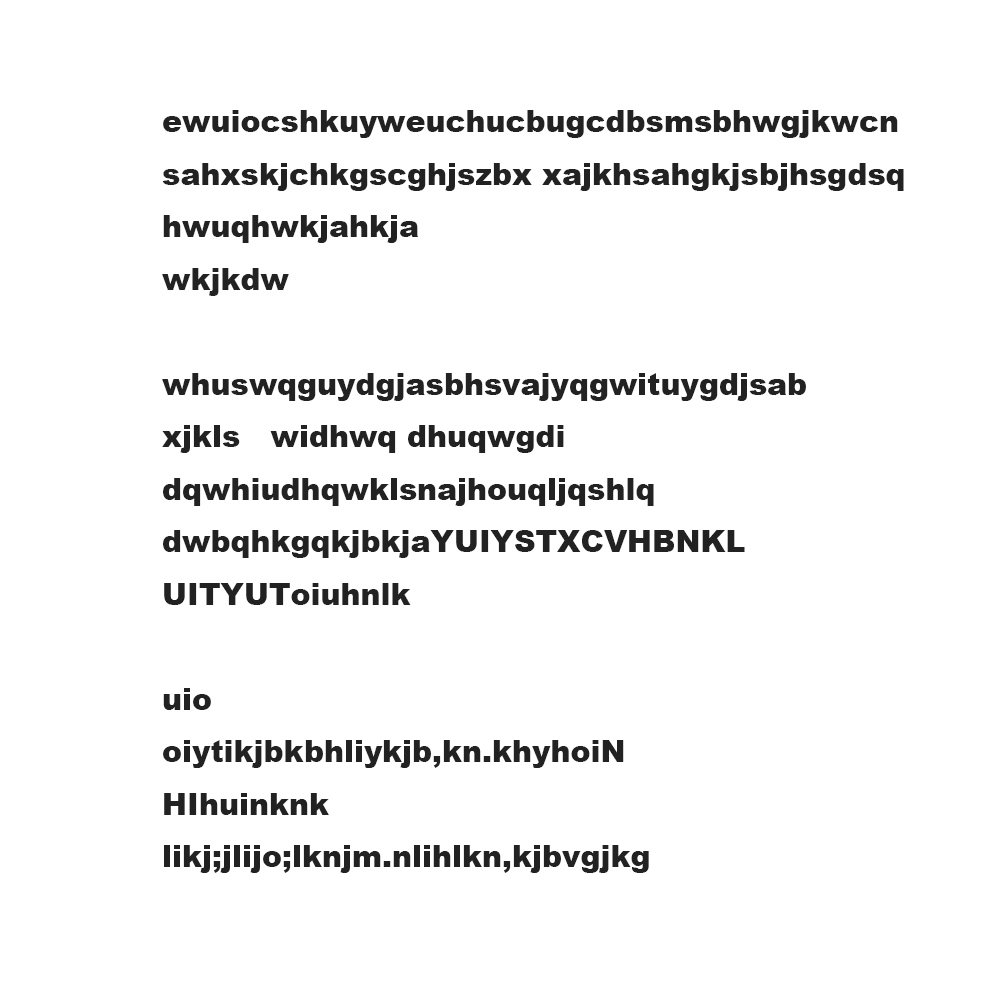 ewuiocshkuyweuchucbugcdbsmsbhwgjkwcn
sahxskjchkgscghjszbx xajkhsahgkjsbjhsgdsq
hwuqhwkjahkja
wkjkdw
whuswqguydgjasbhsvajyqgwituygdjsab
xjkls   widhwq dhuqwgdi
dqwhiudhqwklsnajhouqljqshlq
dwbqhkgqkjbkjaYUIYSTXCVHBNKL
UITYUToiuhnlk
uio
oiytikjbkbhliykjb,kn.khyhoiN
HIhuinknk
likj;jlijo;lknjm.nlihlkn,kjbvgjkg